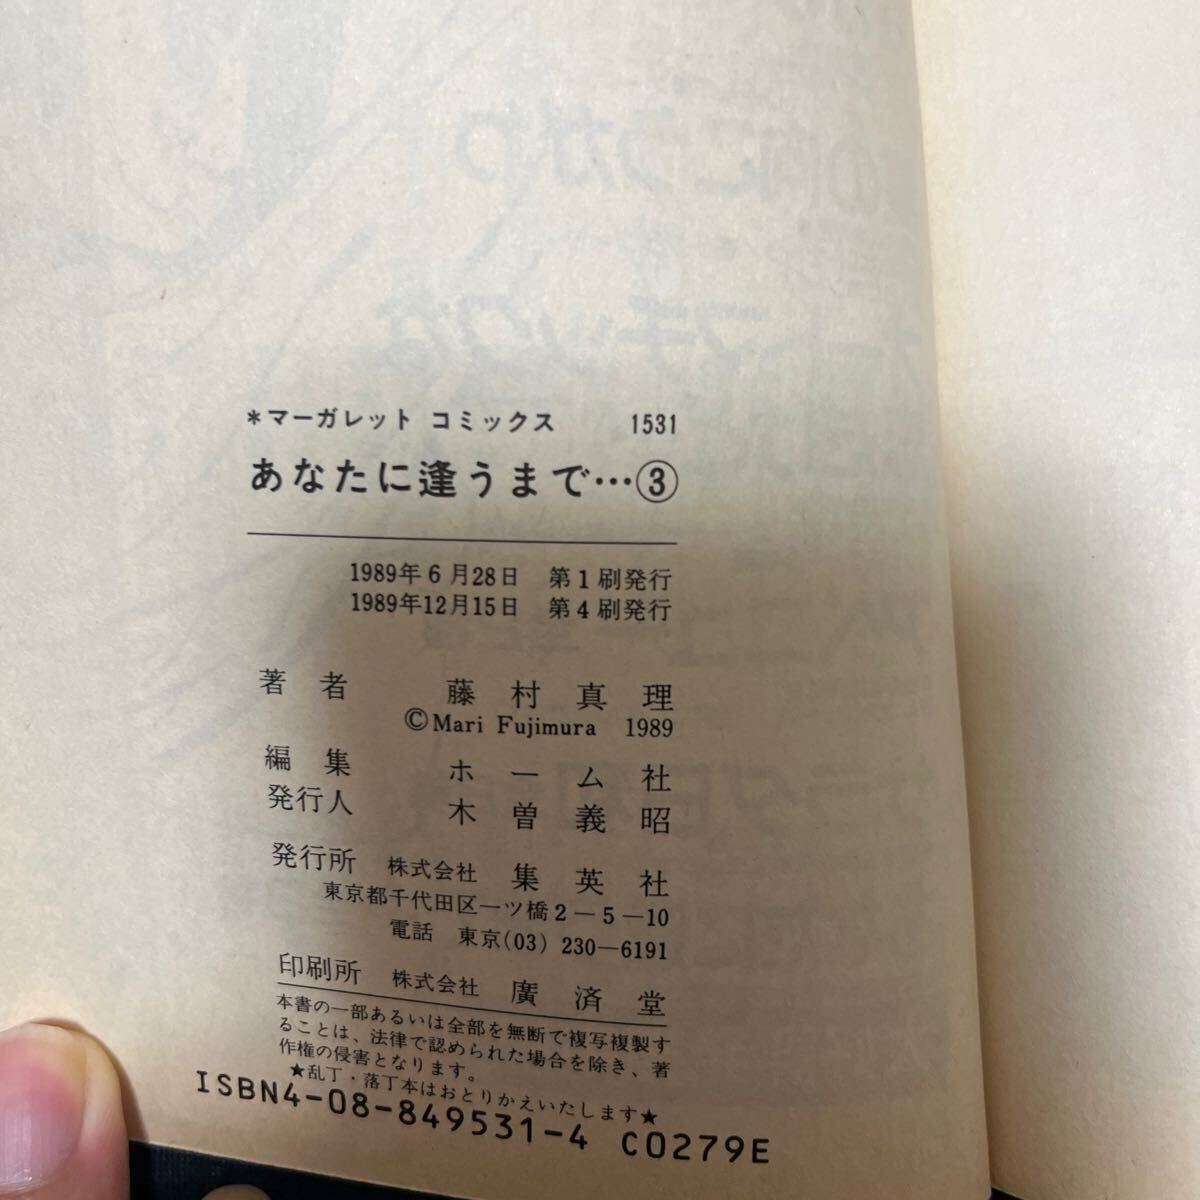 *マーガレット コミックス 1531
あなたに逢うまで…③
1989年6月28日 第1刷発行
1989年12月15日 第4刷発行
著者 藤村真理
©Mari Fujimura 1989
編集 ホーム社
発行人 木曽義昭
発行所 株式会社 集英社
東京都千代田区一ツ橋2-5-10
電話 東京(03)230-6191
印刷所 株式会社 廣済堂
本書の一部あるいは全部を無断で複写複製す
ることは、法律で認められた場合を除き、著
作権の侵害となります。
★乱丁・落丁本はおとりかえいたします★
ISBN4-08-849531-4 C0279E